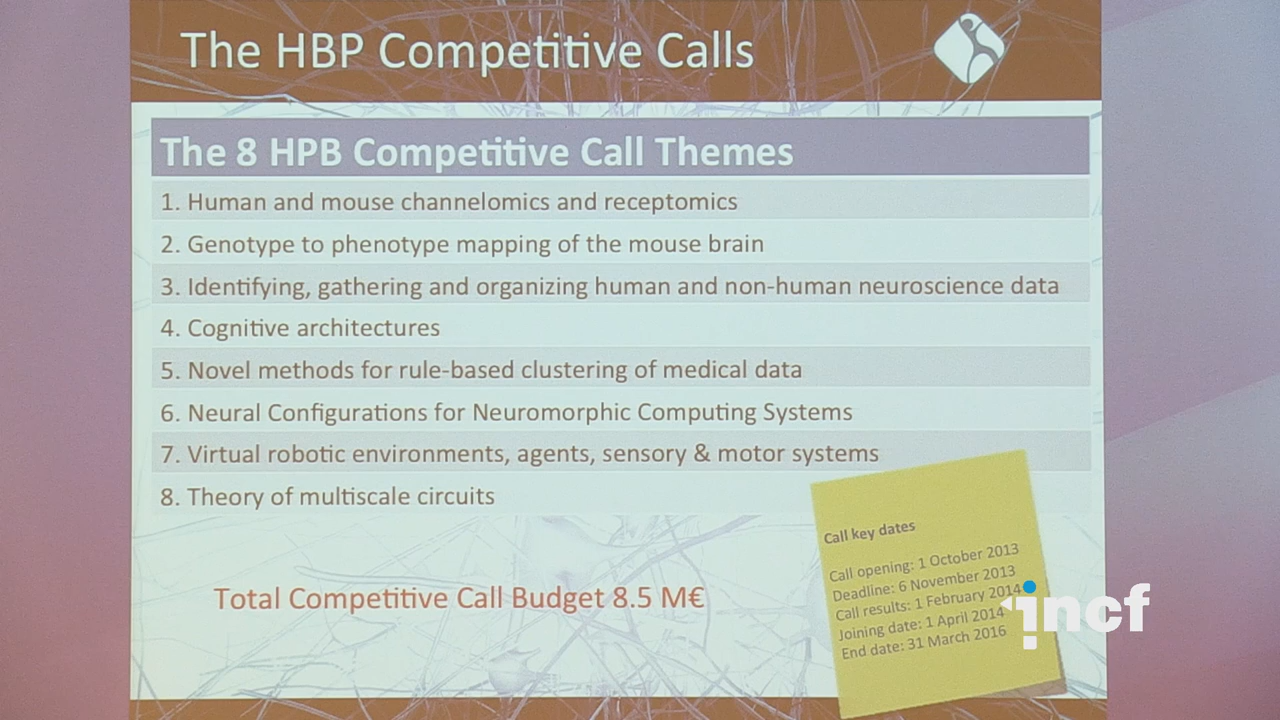 The HBP Competitive Calls
The 8 HPB Competitive Call Themes
1. Human and mouse channelomics and receptomics
2. Genotype to phenotype mapping of the mouse brain
3. Identifying, gathering and organizing human and non-human neuroscience data
4. Cognitive architectures
5. Novel methods for rule-based clustering of medical data
6. Neural Configurations for Neuromorphic Computing Systems
7. Virtual robotic environments, agents, sensory & motor systems
8. Theory of multiscale circuits
Total Competitive Call Budget 8.5 M€
Call key dates
Call opening: 1 October 2013
Deadline: 6 November 2013
Call results: 1 February 2014
Joining date: 1 April 2014
End date: 31 March 2016
incf